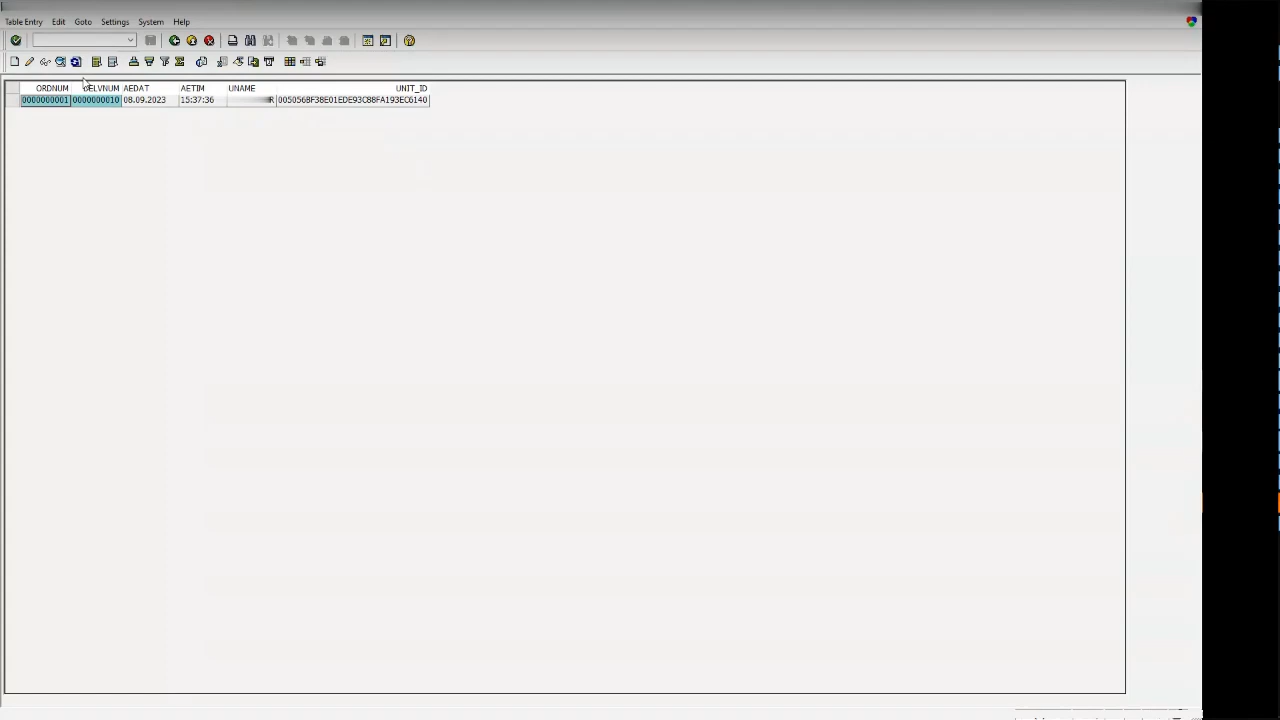 Table Entry Edit Goto Settings System Help
ORDNUM DELVNUM AEDAT AETIM UNAME UNIT_ID
0000000001 0000000010 08.09.2023 15:37:36 R 005056BF38E01EDE93C88FA193EC6140